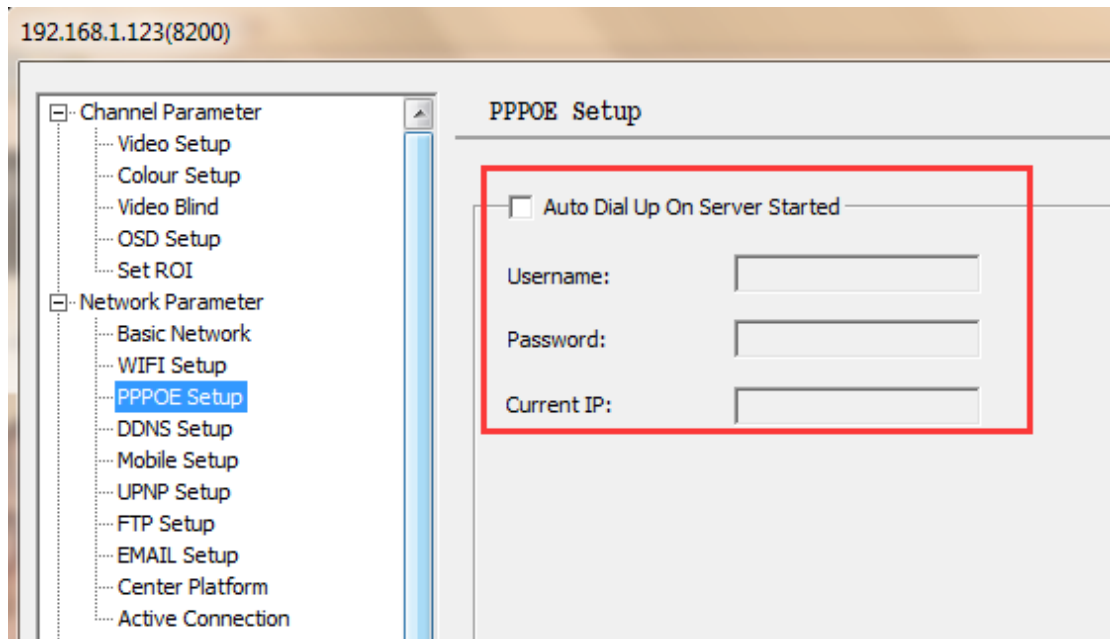 192.168.1.123(8200)
Channel Parameter
Video Setup
Colour Setup
Video Blind
OSD Setup
Set ROI
Network Parameter
Basic Network
WIFI Setup
PPPOE Setup
DDNS Setup
Mobile Setup
UPNP Setup
FTP Setup
EMAIL Setup
Center Platform
Active Connection
PPPOE Setup
Auto Dial Up On Server Started
Username:
Password:
Current IP: